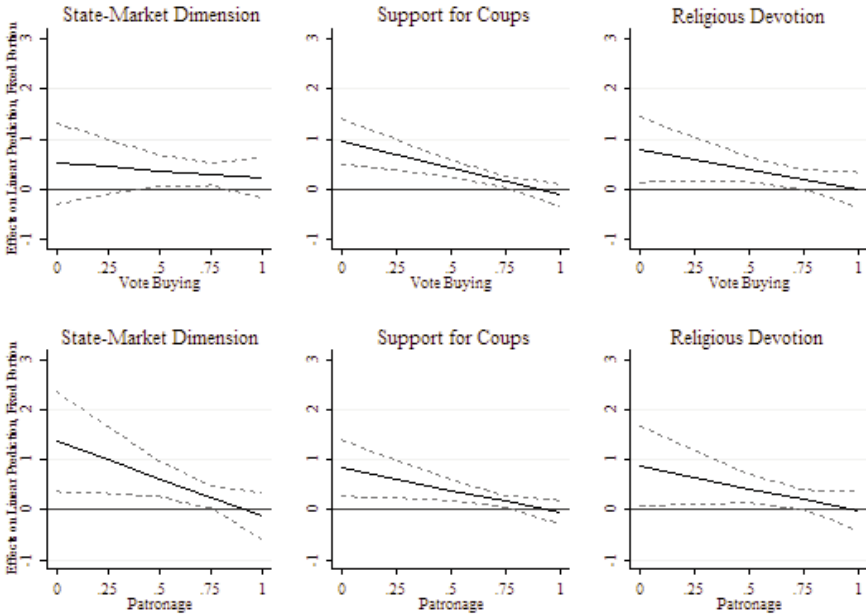 State-Market Dimension
Effects on Linear Prediction, Fixed Portion
3
2
1
0
-1
0 .25 .5 .75 1
Vote Buying
Support for Coups
3
2
1
0
-1
0 .25 .5 .75 1
Vote Buying
Religious Devotion
3
2
1
0
-1
0 .25 .5 .75 1
Vote Buying
State-Market Dimension
Effects on Linear Prediction, Fixed Portion
3
2
1
0
-1
0 .25 .5 .75 1
Patronage
Support for Coups
3
2
1
0
-1
0 .25 .5 .75 1
Patronage
Religious Devotion
3
2
1
0
-1
0 .25 .5 .75 1
Patronage